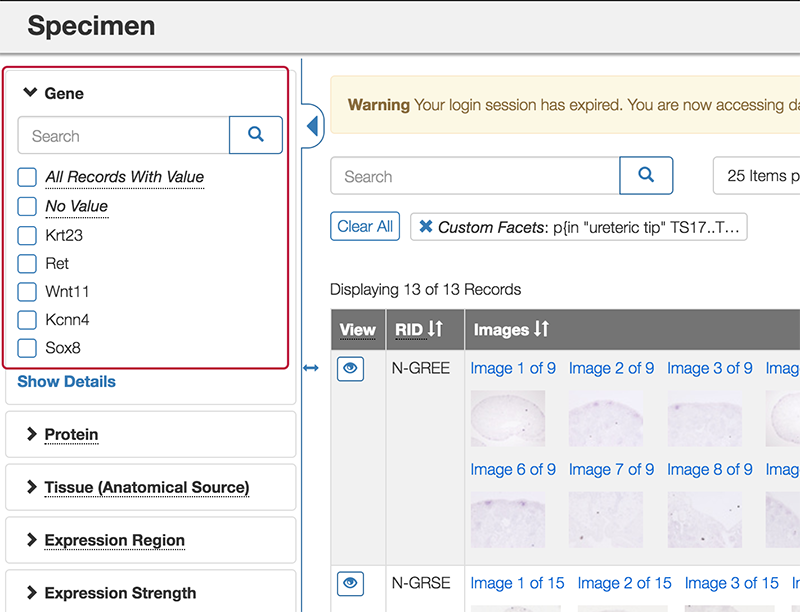 Specimen
Gene
Search
All Records With Value
No Value
Krt23
Ret
Wnt11
Kcnn4
Sox8
Show Details
Protein
Tissue (Anatomical Source)
Expression Region
Expression Strength
Warning Your login session has expired. You are now accessing da
Search
25 Items p
Clear All
Custom Facets: p{in "ureteric tip" TS17..T…
Displaying 13 of 13 Records
View RID Images
N-GREE Image 1 of 9 Image 2 of 9 Image 3 of 9 Imag
Image 6 of 9 Image 7 of 9 Image 8 of 9 Imag
N-GRSE Image 1 of 15 Image 2 of 15 Image 3 of 15 I